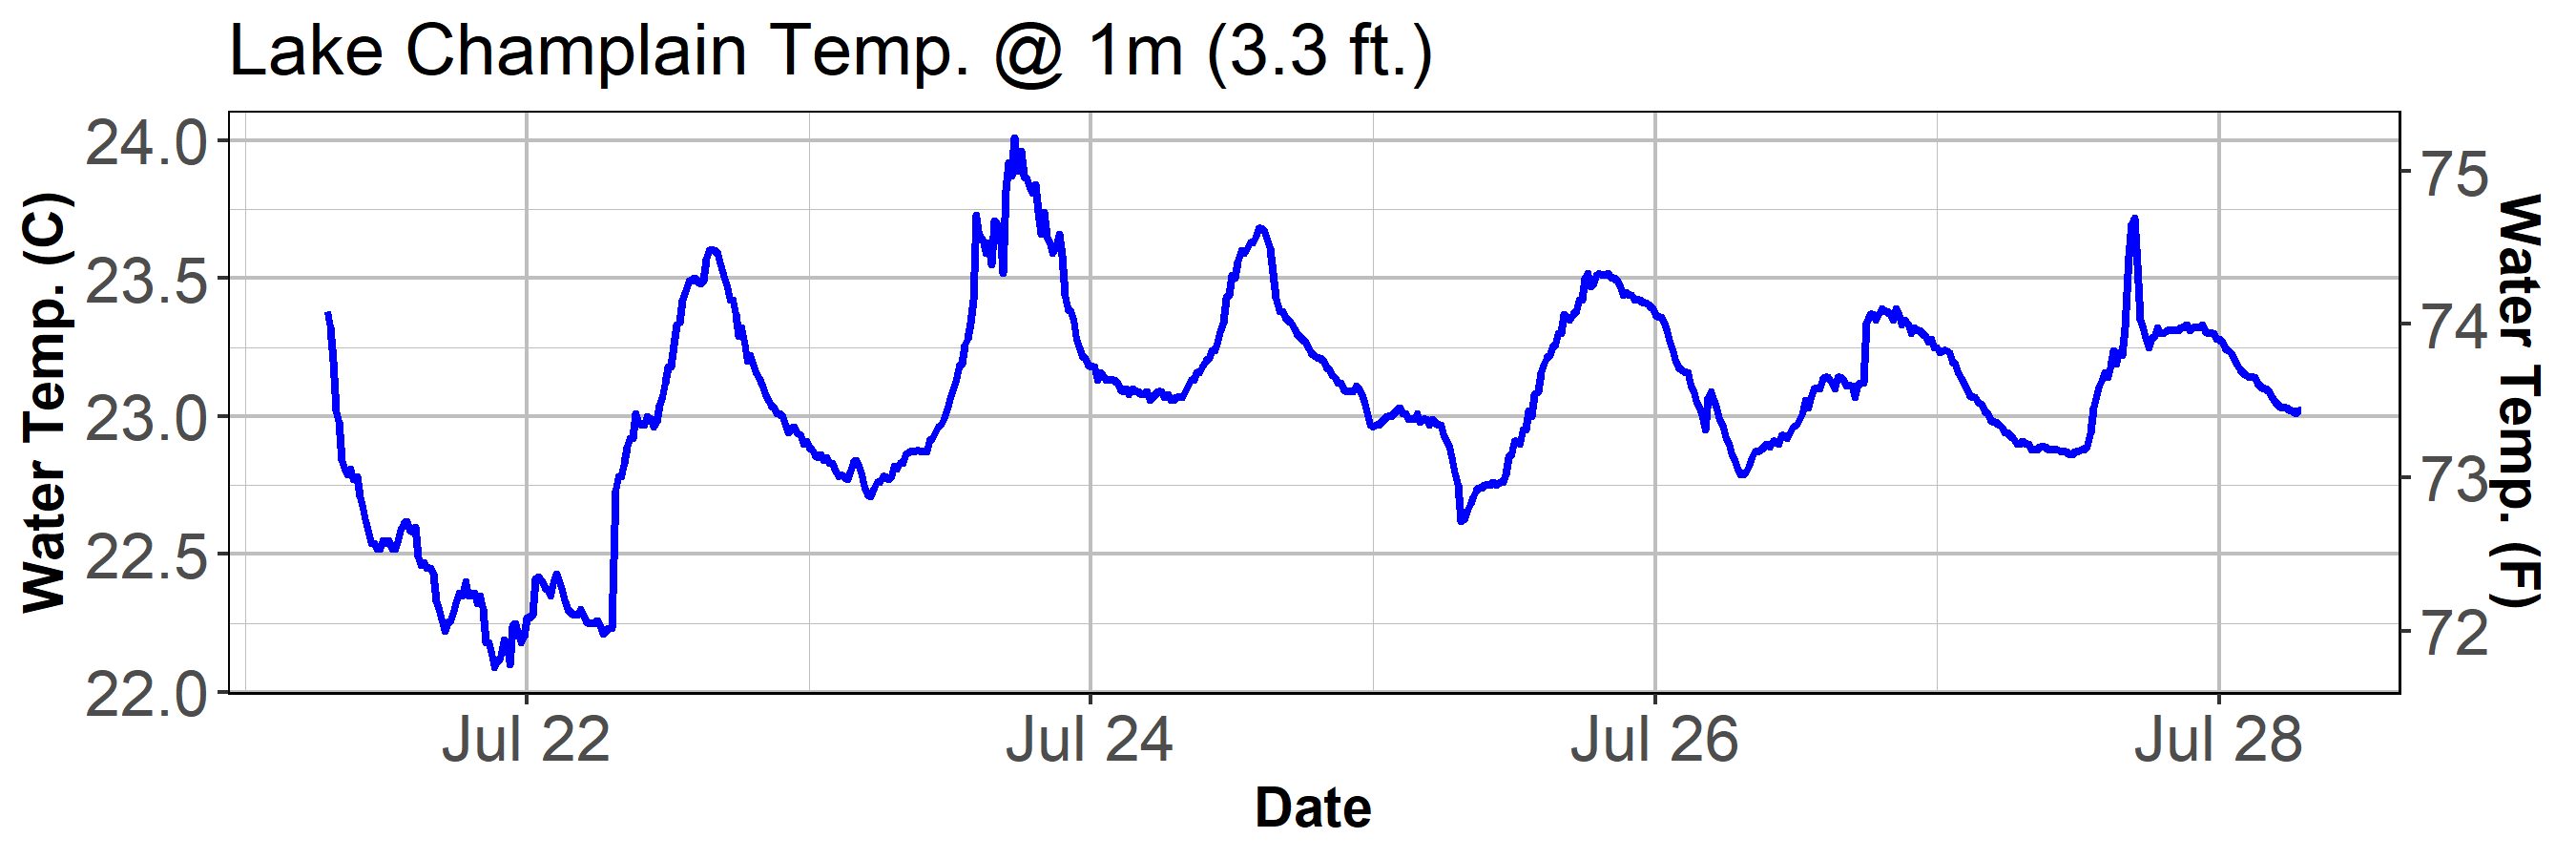 Lake Champlain Temp. @ 1m (3.3 ft.)
Water Temp. (C)
24.0
23.5
23.0
22.5
22.0
75
74
73
72
Water Temp. (F)
Jul 22 Jul 24 Jul 26 Jul 28
Date